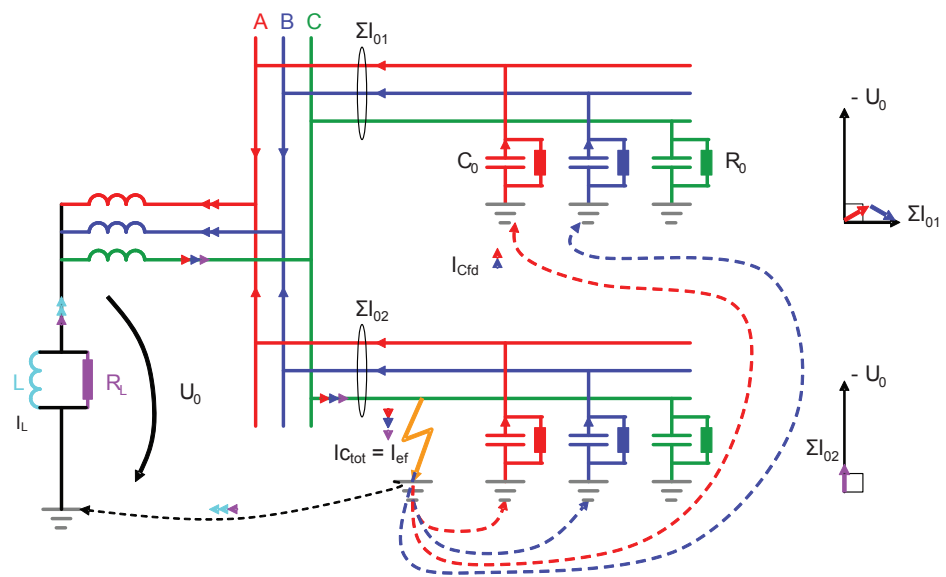 A B C
ΣI01
- U0
C0
R0
ΣI01
ICfd
ΣI02
L
RL
U0
IL
- U0
Ictot = Ief
ΣI02